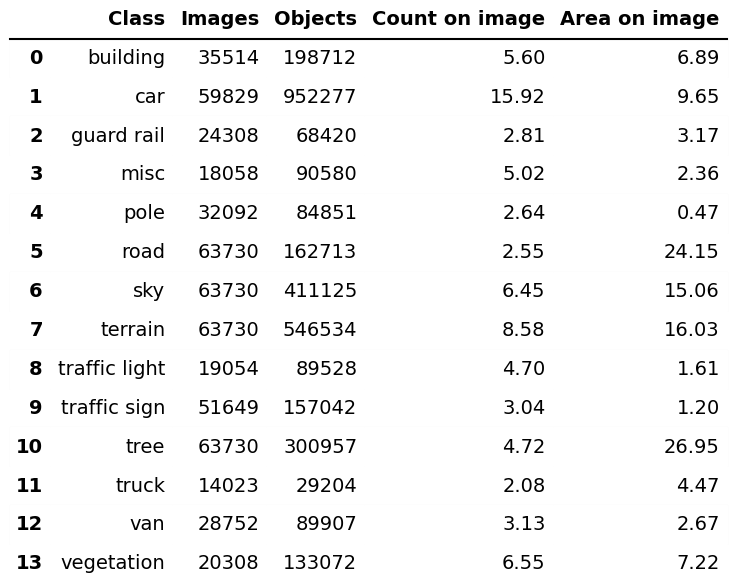 Class Images Objects Count on image Area on image
0 building 35514 198712 5.60 6.89
1 car 59829 952277 15.92 9.65
2 guard rail 24308 68420 2.81 3.17
3 misc 18058 90580 5.02 2.36
4 pole 32092 84851 2.64 0.47
5 road 63730 162713 2.55 24.15
6 sky 63730 411125 6.45 15.06
7 terrain 63730 546534 8.58 16.03
8 traffic light 19054 89528 4.70 1.61
9 traffic sign 51649 157042 3.04 1.20
10 tree 63730 300957 4.72 26.95
11 truck 14023 29204 2.08 4.47
12 van 28752 89907 3.13 2.67
13 vegetation 20308 133072 6.55 7.22